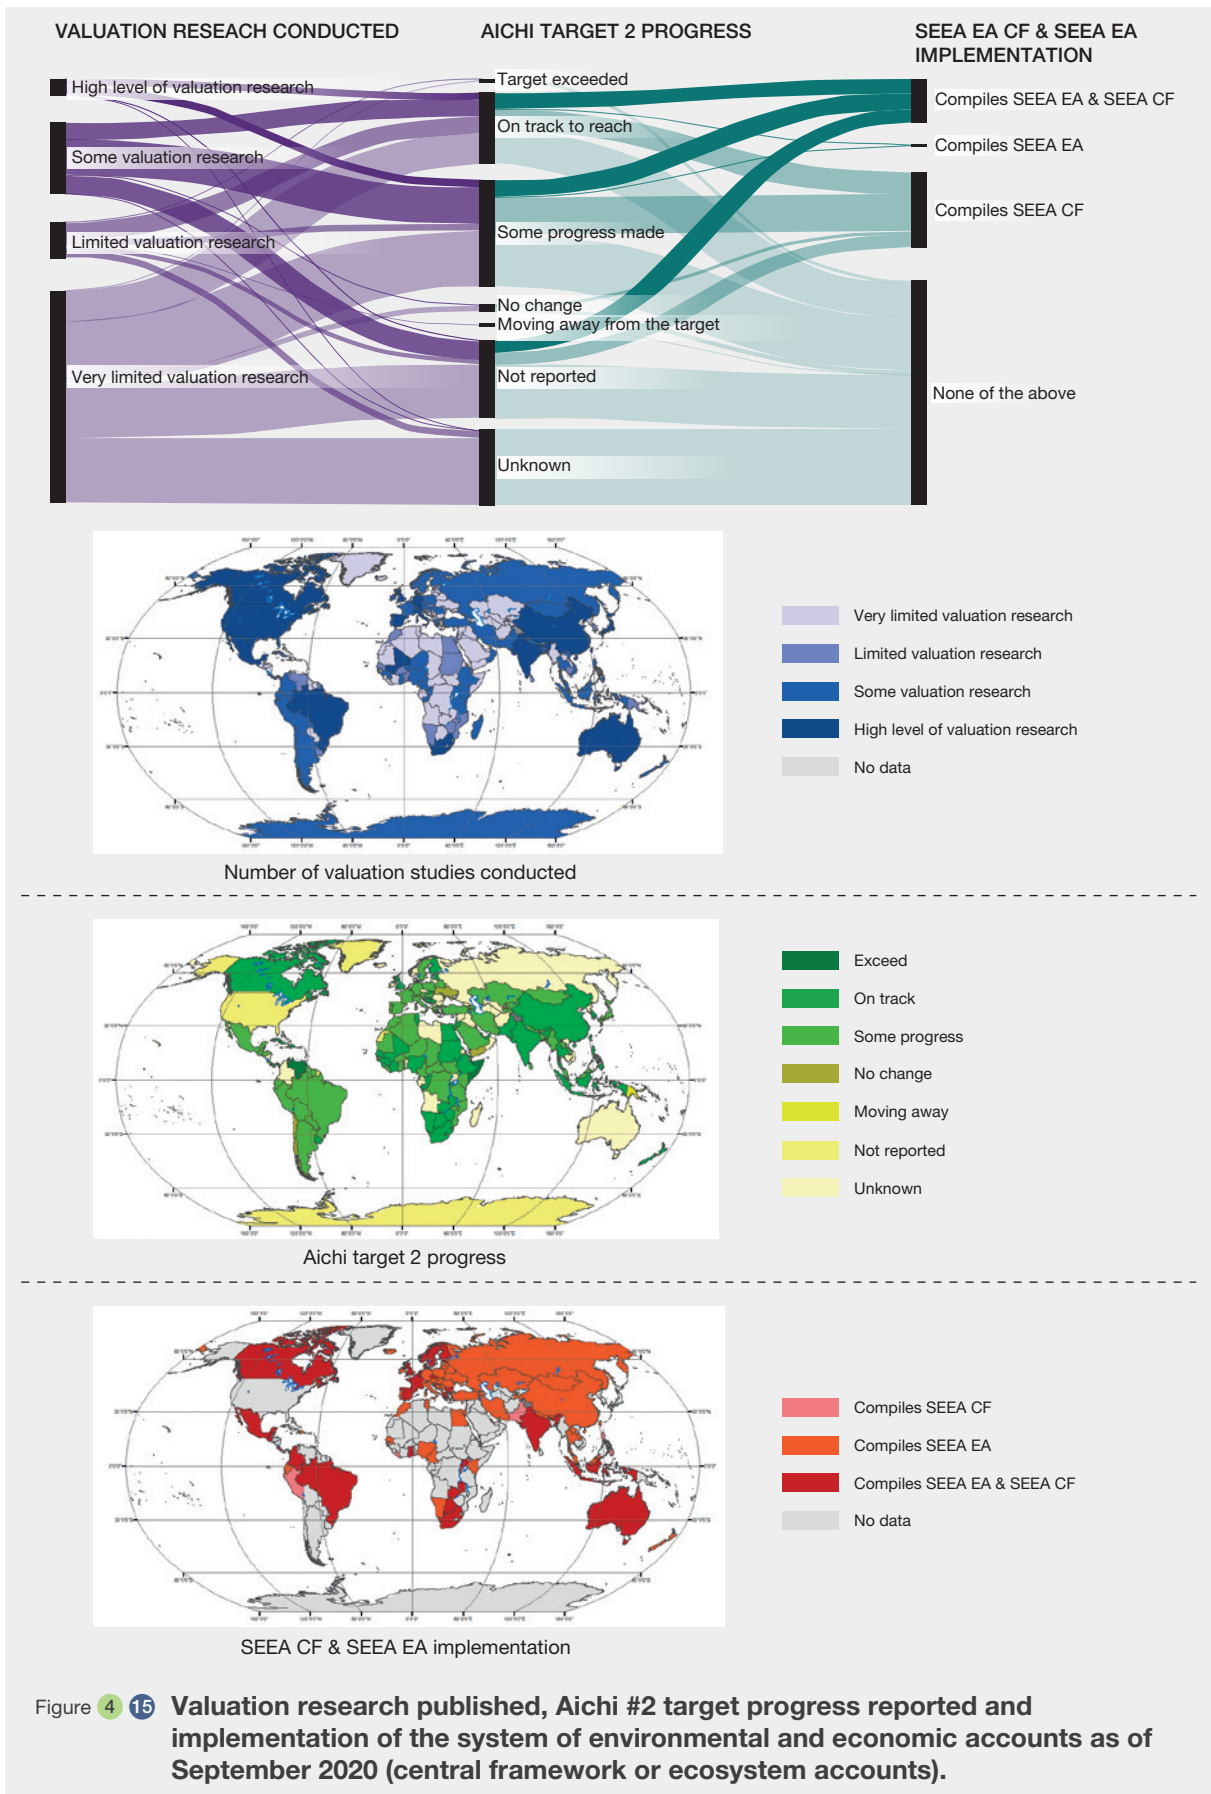 VALUATION RESEACH CONDUCTED
AICHI TARGET 2 PROGRESS
SEEA EA CF & SEEA EA
IMPLEMENTATION
High level of valuation research
Some valuation research
Limited valuation research
Very limited valuation research
Target exceeded
On track to reach
Some progress made
No change
Moving away from the target
Not reported
Unknown
Compiles SEEA EA & SEEA CF
Compiles SEEA EA
Compiles SEEA CF
None of the above
Very limited valuation research
Limited valuation research
Some valuation research
High level of valuation research
No data
Number of valuation studies conducted
Exceed
On track
Some progress
No change
Moving away
Not reported
Unknown
Aichi target 2 progress
Compiles SEEA CF
Compiles SEEA EA
Compiles SEEA EA & SEEA CF
No data
SEEA CF & SEEA EA implementation
Figure 4 15 Valuation research published, Aichi #2 target progress reported and
implementation of the system of environmental and economic accounts as of
September 2020 (central framework or ecosystem accounts).